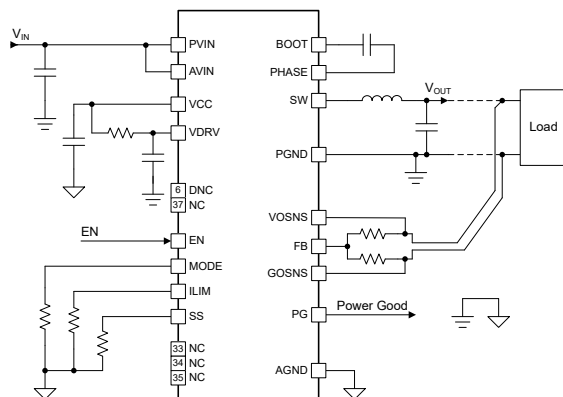 VIN
PVIN
AVIN
VCC
VDRV
6 DNC
37 NC
EN
EN
MODE
ILIM
SS
33 NC
34 NC
35 NC
BOOT
PHASE
SW
VOUT
Load
PGND
VOSNS
FB
GOSNS
PG
Power Good
AGND